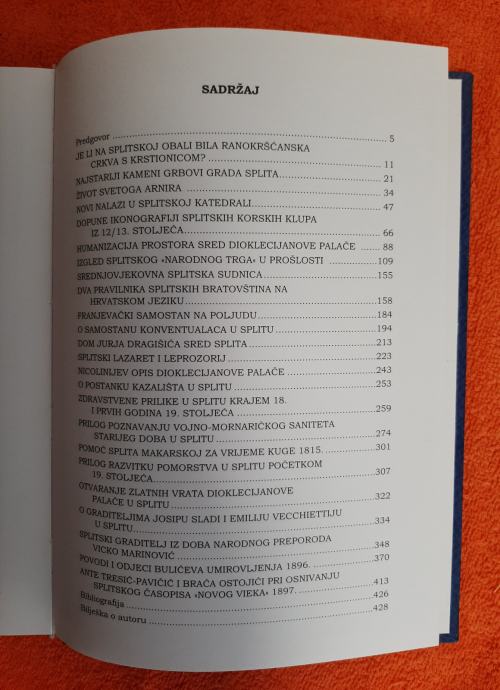 SADRŽAJ
Predgovor ........ 5
JE LI NA SPLITSKOJ OBALI BILA RANOKRŠĆANSKA
CRKVA S KRSTIONICOM? ........ 11
NAJSTARIJI KAMENI GRBOVI GRADA SPLITA ........ 21
ŽIVOT SVETOGA ARNIRA ........ 34
NOVI NALAZI U SPLITSKOJ KATEDRALI ........ 47
DOPUNE IKONOGRAFIJI SPLITSKIH KORSKIH KLUPA
IZ 12/13. STOLJEĆA ........ 66
HUMANIZACIJA PROSTORA SRED DIOKLECIJANOVE PALAČE ........ 88
IZGLED SPLITSKOG »NARODNOG TRGA« U PROŠLOSTI ........ 109
SREDNJOVJEKOVNA SPLITSKA SUDNICA ........ 155
DVA PRAVILNIKA SPLITSKIH BRATOVŠTINA NA
HRVATSKOM JEZIKU ........ 158
FRANJEVAČKI SAMOSTAN NA POLJUDU ........ 184
O SAMOSTANU KONVENTUALACA U SPLITU ........ 194
DOM JURJA DRAGIŠIĆA SRED SPLITA ........ 213
SPLITSKI LAZARET I LEPROZORIJ ........ 223
NICOLINIJEV OPIS DIOKLECIJANOVE PALAČE ........ 243
O POSTANKU KAZALIŠTA U SPLITU ........ 253
ZDRAVSTVENE PRILIKE U SPLITU KRAJEM 18.
I PRVIH GODINA 19. STOLJEĆA ........ 259
PRILOG POZNAVANJU VOJNO-MORNARIČKOG SANITETA
STARIJEG DOBA U SPLITU ........ 274
POMOĆ SPLITA MAKARSKOJ ZA VRIJEME KUGE 1815. ........ 301
PRILOG RAZVITKU POMORSTVA U SPLITU POČETKOM
19. STOLJEĆA ........ 307
OTVARANJE ZLATNIH VRATA DIOKLECIJANOVE
PALAČE U SPLITU ........ 322
O GRADITELJIMA JOSIPU SLADI I EMILIJU VECCHIETTIJU
U SPLITU ........ 334
SPLITSKI GRADITELJ IZ DOBA NARODNOG PREPORODA
VICKO MARINOVIĆ ........ 348
POVODI I ODJECI BULIĆEVA UMIROVLJENJA 1896. ........ 370
ANTE TRESIĆ-PAVIČIĆ I BRAĆA OSTOJIĆI PRI OSNIVANJU
SPLITSKOG ČASOPISA »NOVOG VIEKA« 1897. ........ 413
Bibliografija ........ 426
Bilješka o autoru ........ 428